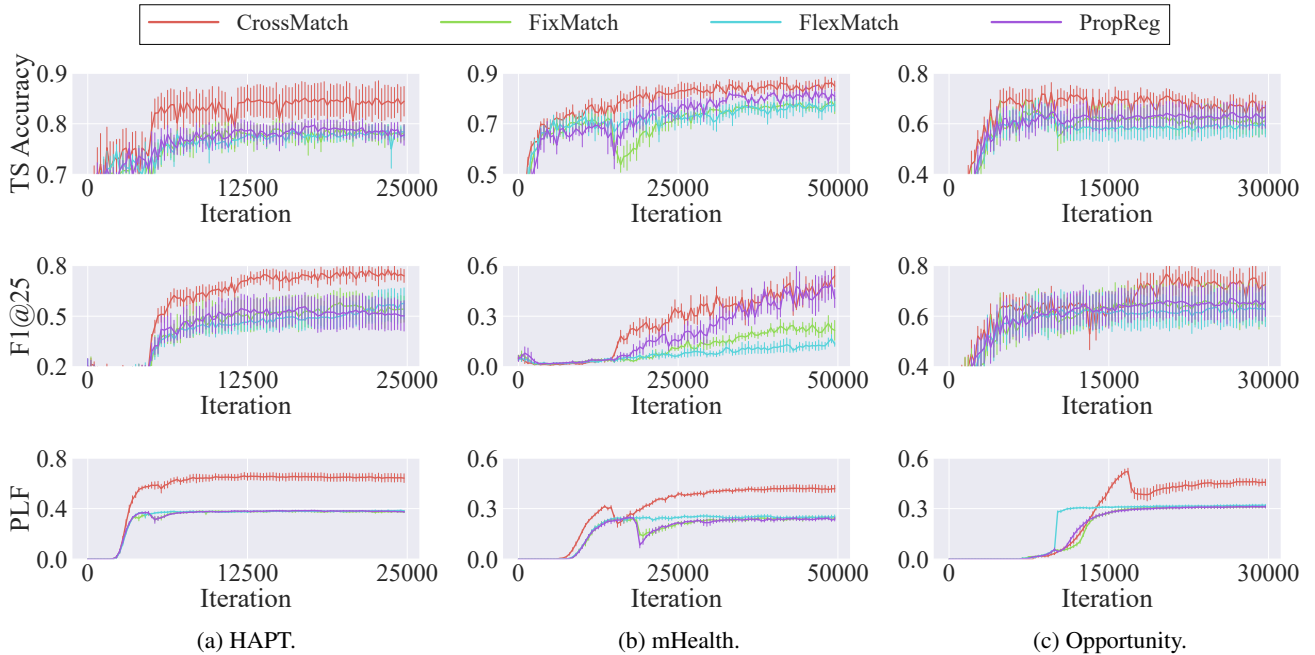 CrossMatch FixMatch FlexMatch PropReg
TS Accuracy
0.9 0.8 0.7
0 12500 25000
Iteration
0.9 0.7 0.5
0 25000 50000
Iteration
0.8 0.6 0.4
0 15000 30000
Iteration
F1@25
0.8 0.5 0.2
0 12500 25000
Iteration
0.6 0.3 0.0
0 25000 50000
Iteration
0.8 0.6 0.4
0 15000 30000
Iteration
PLF
0.8 0.4 0.0
0 12500 25000
Iteration
0.6 0.3 0.0
0 25000 50000
Iteration
0.6 0.3 0.0
0 15000 30000
Iteration
(a) HAPT. (b) mHealth. (c) Opportunity.